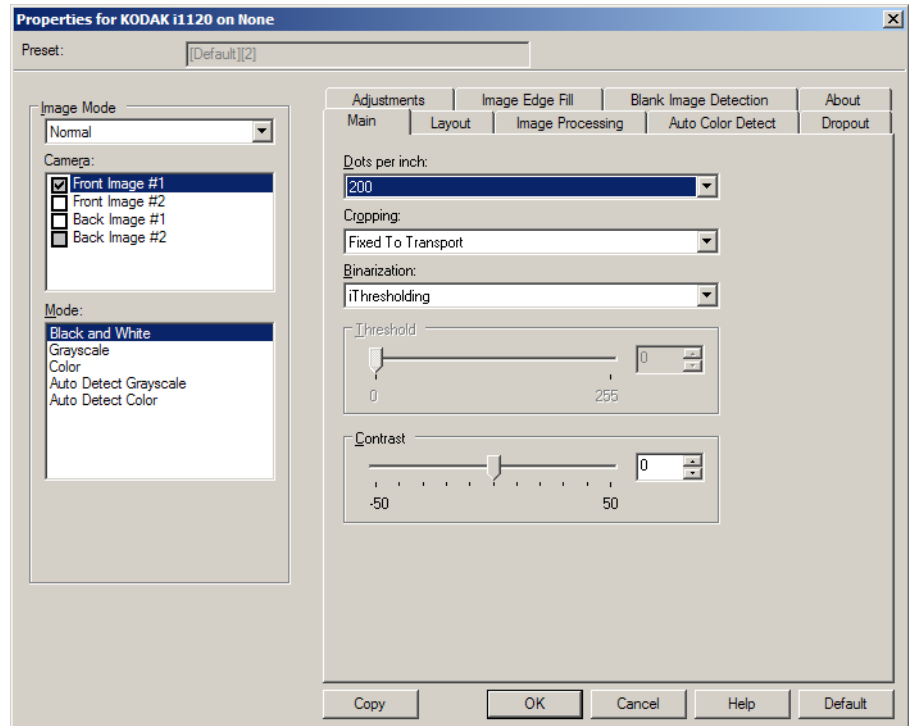 Properties for KODAK i1120 on None
Preset:
[Default][2]
Image Mode
Normal
Camera:
Front Image #1
Front Image #2
Back Image #1
Back Image #2
Mode:
Black and White
Grayscale
Color
Auto Detect Grayscale
Auto Detect Color
Adjustments
Image Edge Fill
Blank Image Detection
About
Main
Layout
Image Processing
Auto Color Detect
Dropout
Dots per inch:
200
Cropping:
Fixed To Transport
Binarization:
iThresholding
Threshold
0
0 255
Contrast
0
-50 50
Copy
OK
Cancel
Help
Default